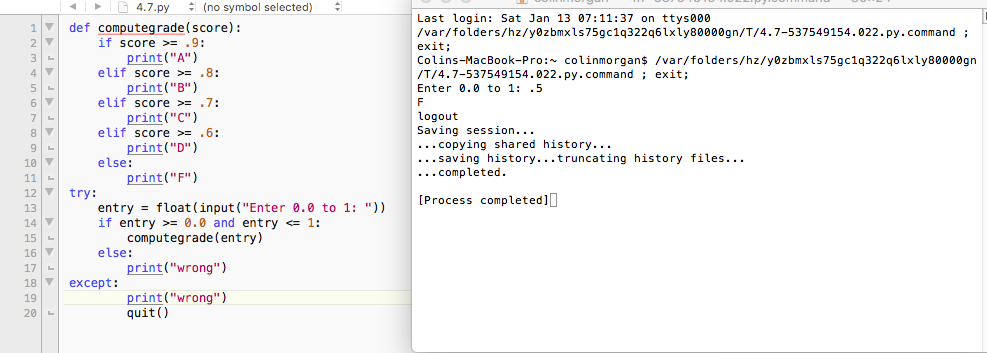 4.7.py
(no symbol selected)
1 def computegrade(score):
2 if score >= .9:
3 print("A")
4 elif score >= .8:
5 print("B")
6 elif score >= .7:
7 print("C")
8 elif score >= .6:
9 print("D")
10 else:
11 print("F")
12 try:
13 entry = float(input("Enter 0.0 to 1: "))
14 if entry >= 0.0 and entry <= 1:
15 computegrade(entry)
16 else:
17 print("wrong")
18 except:
19 print("wrong")
20 quit()
Last login: Sat Jan 13 07:11:37 on ttys000
/var/folders/hz/y0zbmxls75gc1q322q6lxly80000gn/T/4.7-537549154.022.py.command ;
exit;
Colins-MacBook-Pro:~ colinmorgan$ /var/folders/hz/y0zbmxls75gc1q322q6lxly80000gn
/T/4.7-537549154.022.py.command ; exit;
Enter 0.0 to 1: .5
F
logout
Saving session...
...copying shared history...
...saving history...truncating history files...
...completed.
[Process completed]